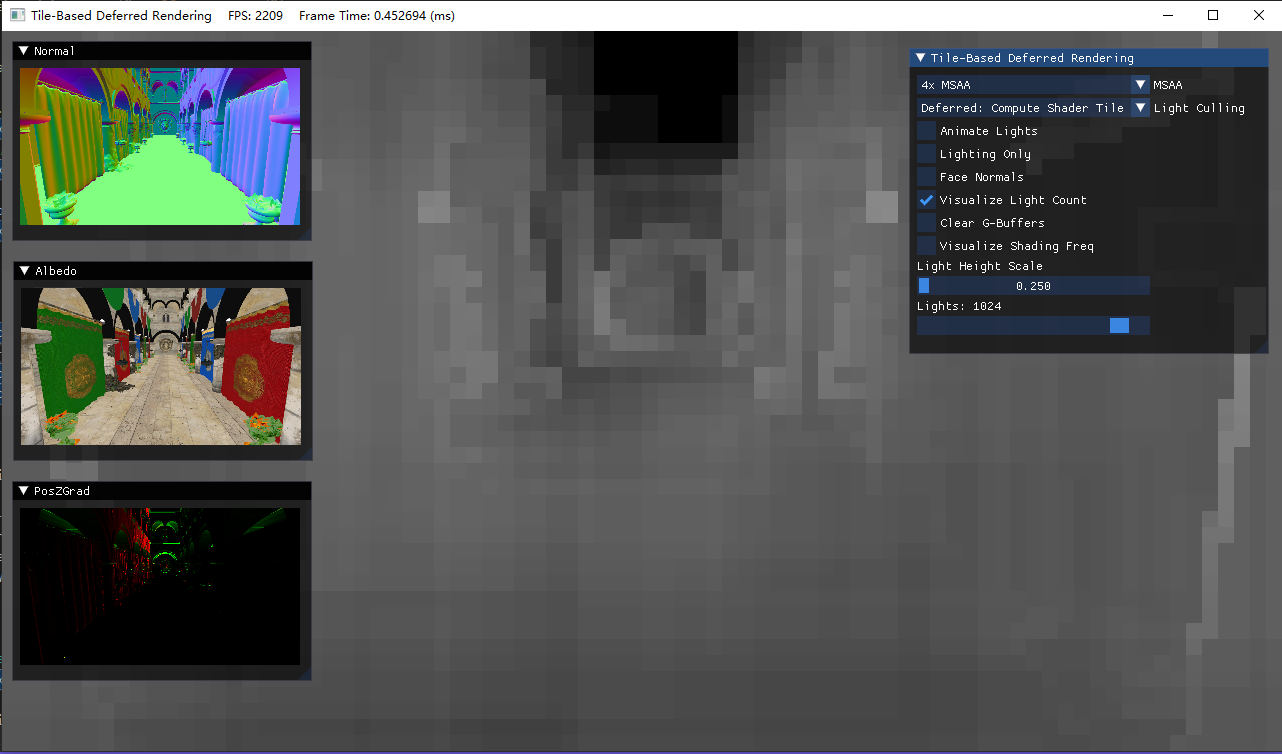 Tile-Based Deferred Rendering FPS: 2209 Frame Time: 0.452694 (ms)
Normal
Albedo
PosZGrad
Tile-Based Deferred Rendering
4x MSAA MSAA
Deferred: Compute Shader Tile Light Culling
Animate Lights
Lighting Only
Face Normals
Visualize Light Count
Clear G-Buffers
Visualize Shading Freq
Light Height Scale
0.250
Lights: 1024